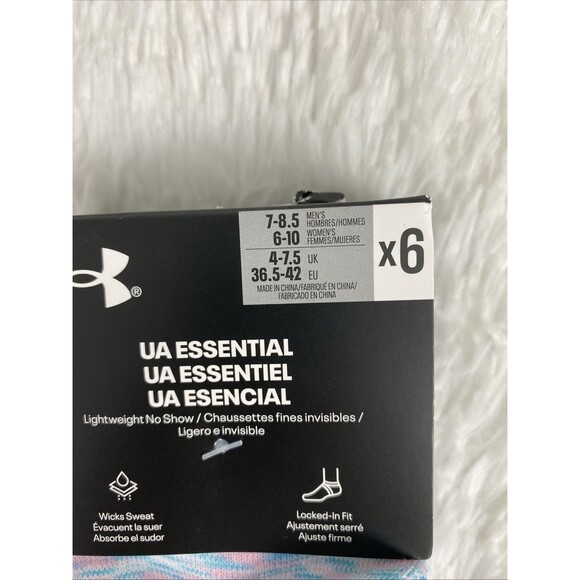 7-8.5 MEN'S
HOMBRES/HOMMES
6-10 WOMEN'S
FEMMES/MUJERES
4-7.5 UK
36.5-42 EU
MADE IN CHINA/FABRIQUÉ EN CHINA/
FABRICADO EN CHINA
x6
®
UA ESSENTIAL
UA ESSENTIEL
UA ESENCIAL
Lightweight No Show / Chaussettes fines invisibles /
Ligero e invisible
Wicks Sweat
Évacuent la suer
Absorbe el sudor
Locked-In Fit
Ajustement serré
Ajuste firme